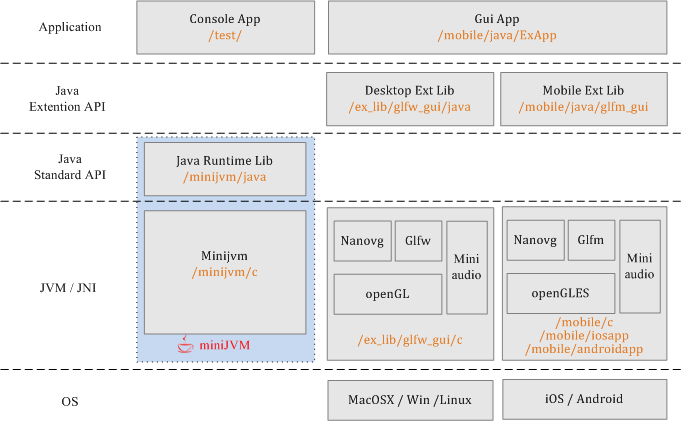 Application
Console App
/test/
Gui App
/mobile/java/ExApp
Java
Extention API
Desktop Ext Lib
/ex_lib/glfw_gui/java
Mobile Ext Lib
/mobile/java/glfm_gui
Java
Standard API
Java Runtime Lib
/minijvm/java
JVM / JNI
Minijvm
/minijvm/c
miniJVM
Nanovg
Glfw
Mini
audio
openGL
/ex_lib/glfw_gui/c
Nanovg
Glfm
Mini
audio
openGLES
/mobile/c
/mobile/iosapp
/mobile/androidapp
OS
MacOSX / Win /Linux
iOS / Android